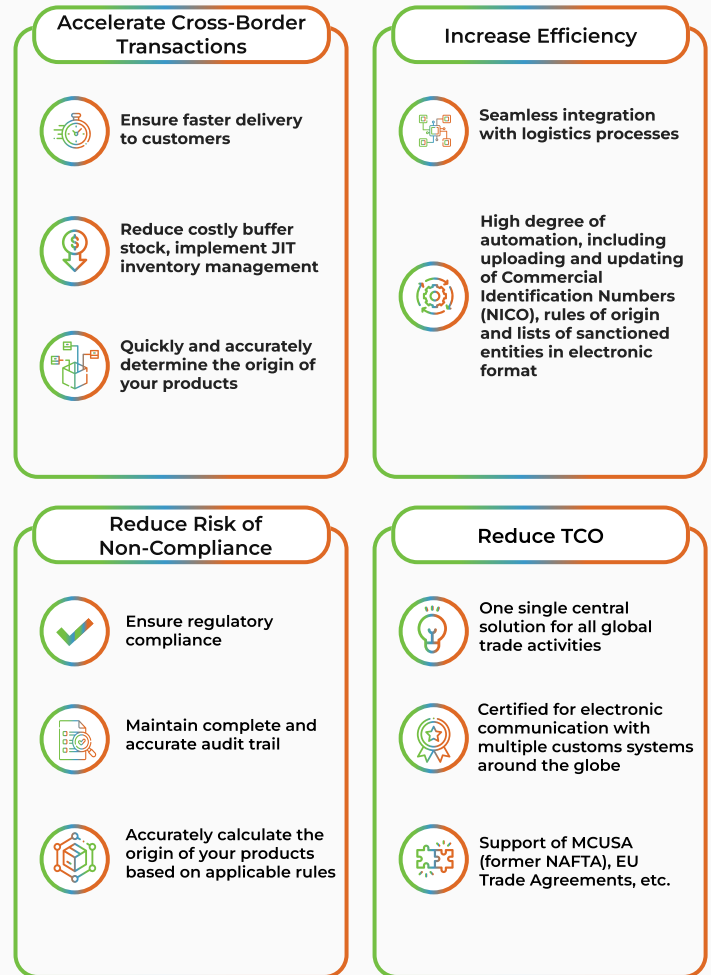 Accelerate Cross-Border
Transactions
Ensure faster delivery
to customers
Reduce costly buffer
stock, implement JIT
inventory management
Quickly and accurately
determine the origin of
your products
Increase Efficiency
Seamless integration
with logistics processes
High degree of
automation, including
uploading and updating
of Commercial
Identification Numbers
(NICO), rules of origin
and lists of sanctioned
entities in electronic
format
Reduce Risk of
Non-Compliance
Ensure regulatory
compliance
Maintain complete and
accurate audit trail
Accurately calculate the
origin of your products
based on applicable rules
Reduce TCO
One single central
solution for all global
trade activities
Certified for electronic
communication with
multiple customs systems
around the globe
Support of MCUSA
(former NAFTA), EU
Trade Agreements, etc.